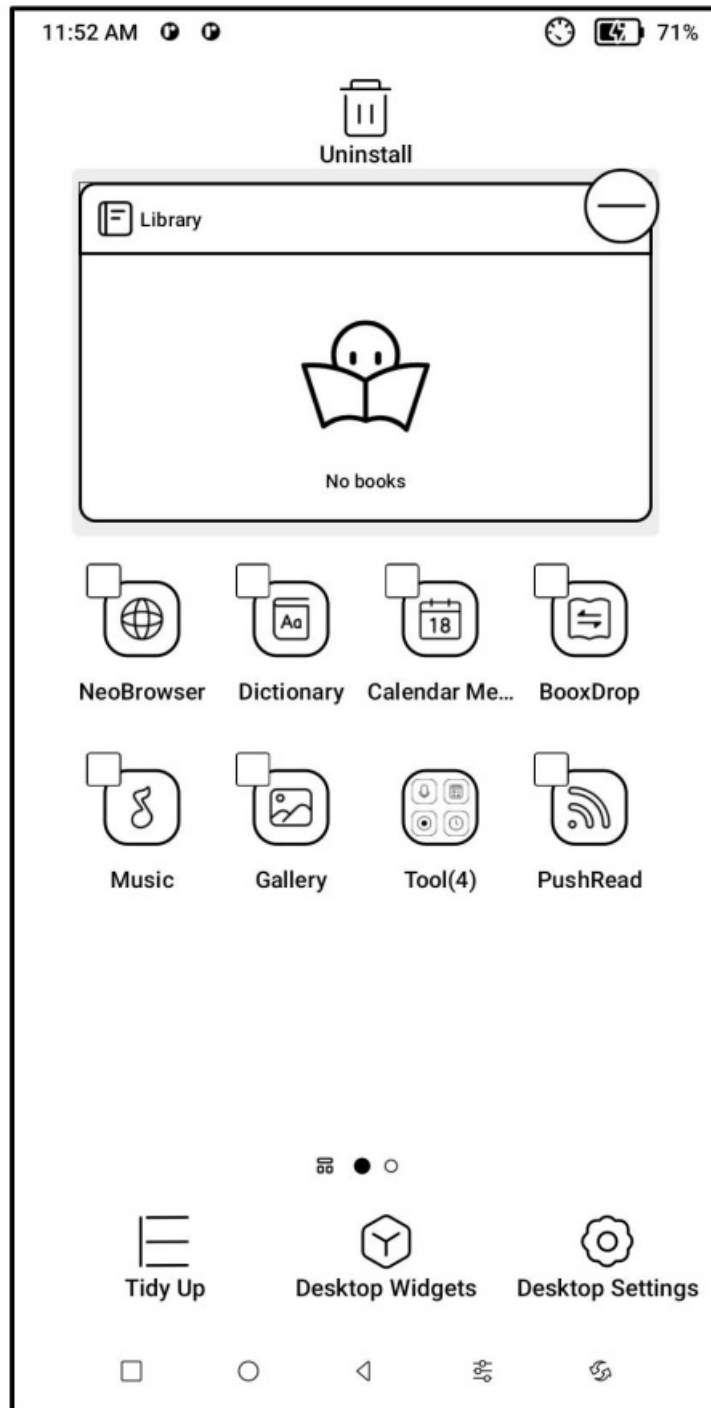 11:52 AM 71%
Uninstall
Library
No books
NeoBrowser Dictionary Calendar Me... BooxDrop
Music Gallery Tool(4) PushRead
Tidy Up Desktop Widgets Desktop Settings